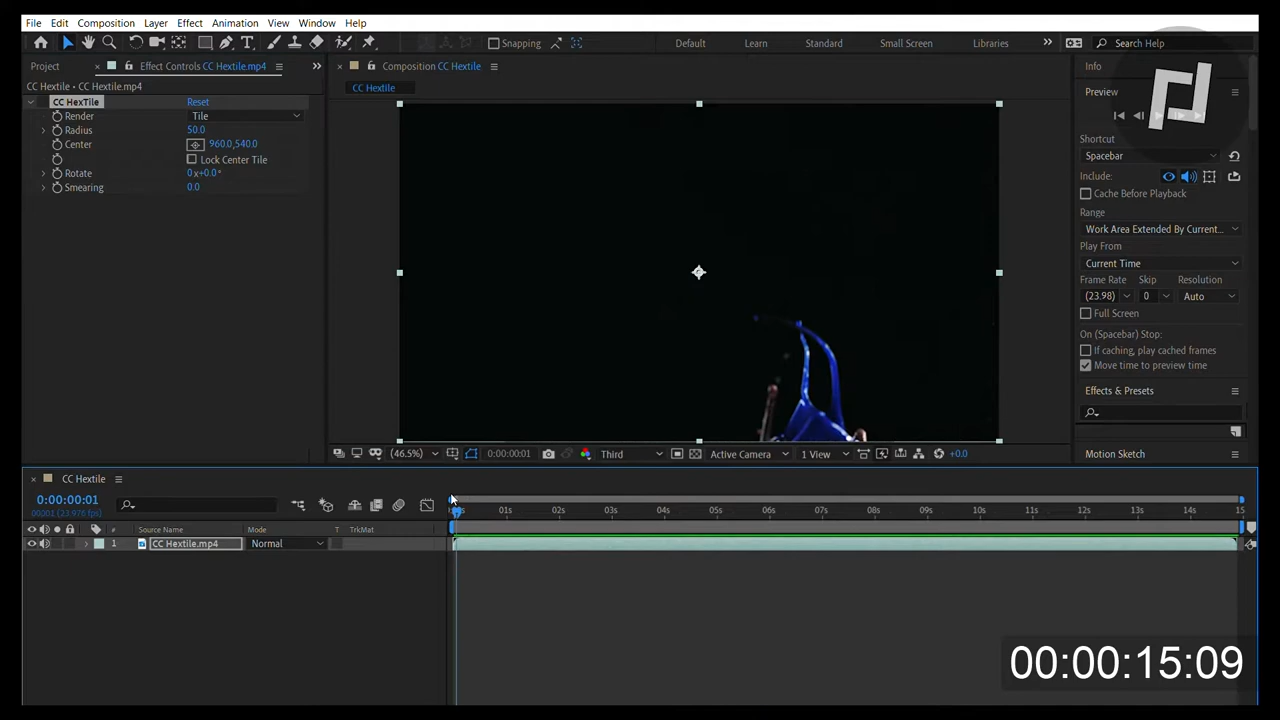 File Edit Composition Layer Effect Animation View Window Help
Snapping Default Learn Standard Small Screen Libraries Search Help
Project Effect Controls CC Hextile.mp4
CC Hextile • CC Hextile.mp4
CC HexTile Reset
Render Tile
Radius 50.0
Center 960.0,540.0
Lock Center Tile
Rotate 0x+0.0°
Smearing 0.0
Composition CC Hextile
CC Hextile
(46.5%) 0:00:00:01 Third Active Camera 1 View +0.0
Info
Preview
Shortcut
Spacebar
Include:
Cache Before Playback
Range
Work Area Extended By Current...
Play From
Current Time
Frame Rate Skip Resolution
(23.98) 0 Auto
Full Screen
On (Spacebar) Stop:
If caching, play cached frames
Move time to preview time
Effects & Presets
Motion Sketch
CC Hextile
0:00:00:01
00001 (23.976 fps)
01s 02s 03s 04s 05s 06s 07s 08s 09s 10s 11s 12s 13s 14s 15
# Source Name Mode T TrkMat
1 CC Hextile.mp4 Normal
00:00:15:09